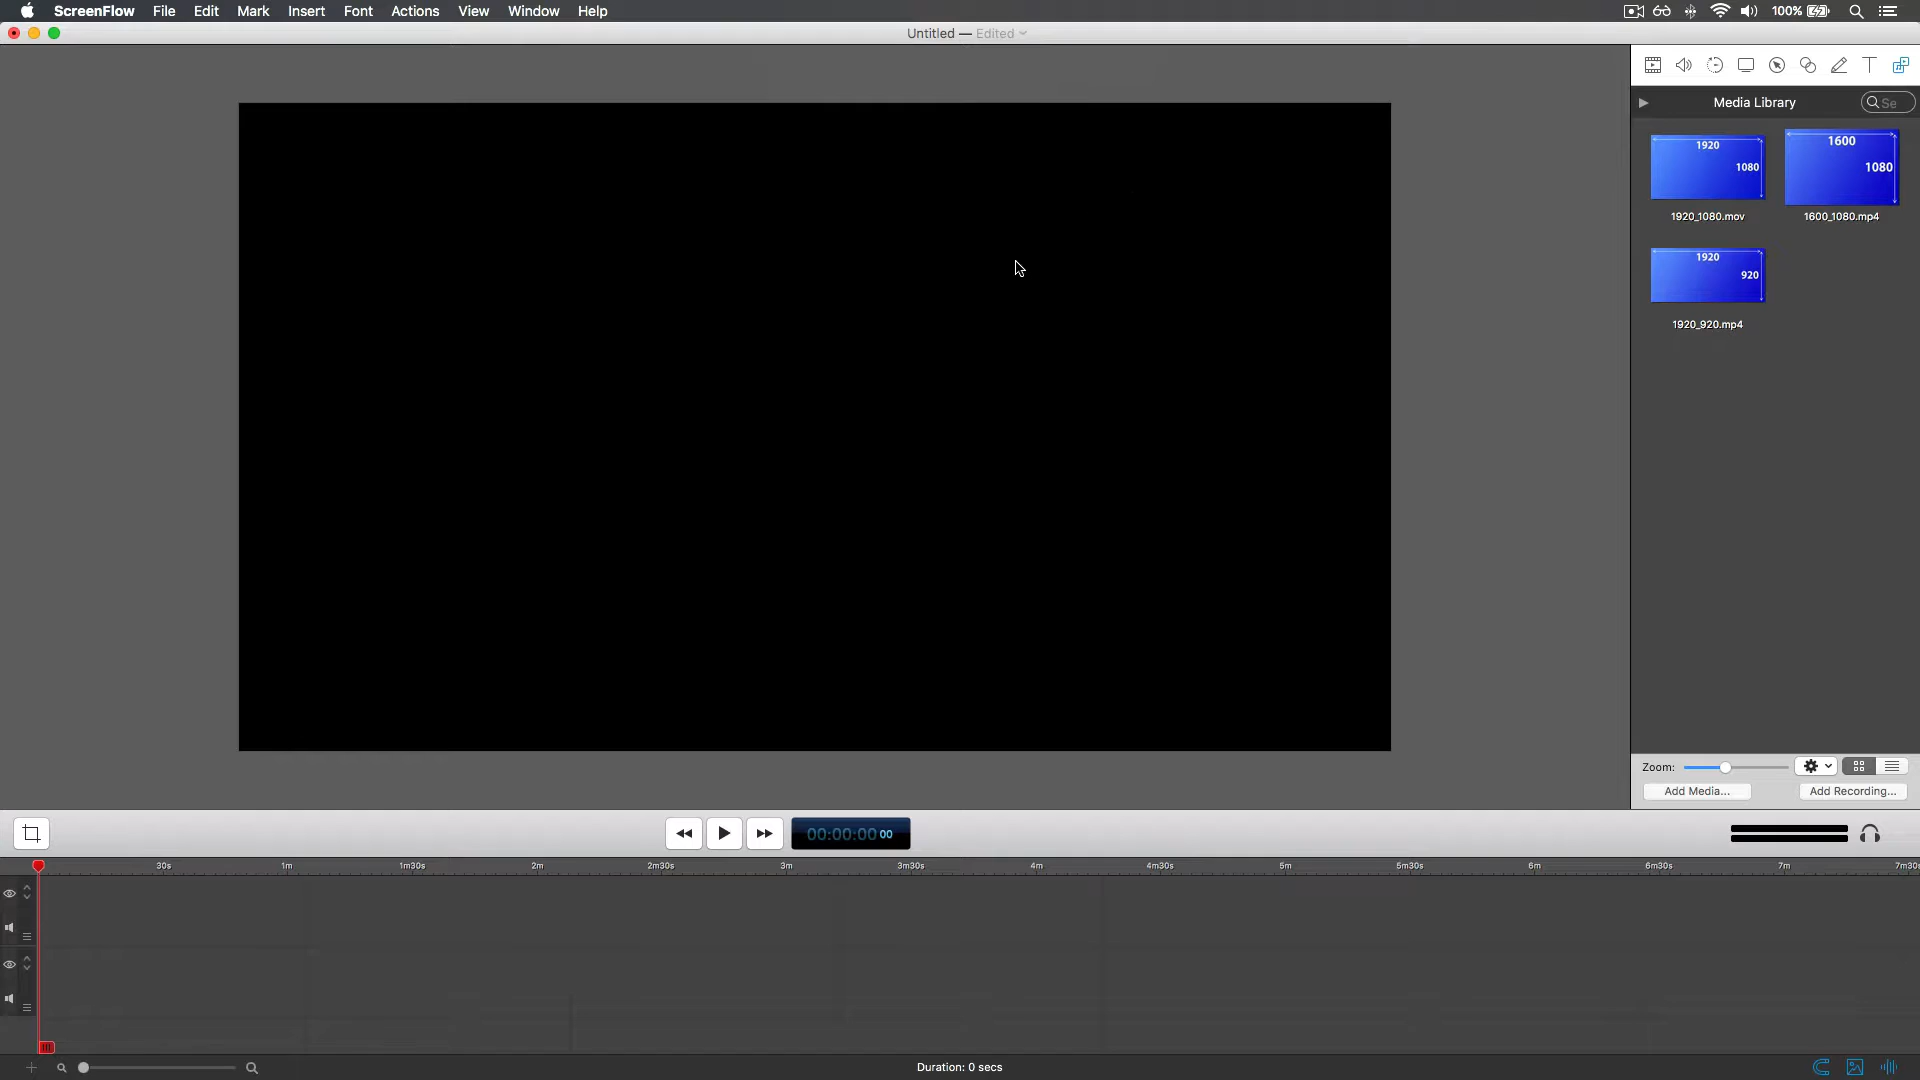 ScreenFlow File Edit Mark Insert Font Actions View Window Help 100%
Untitled — Edited
Media Library Se
1920
1080
1920_1080.mov
1600
1080
1600_1080.mp4
1920
920
1920_920.mp4
Zoom:
Add Media... Add Recording...
00:00:00 00
30s 1m 1m30s 2m 2m30s 3m 3m30s 4m 4m30s 5m 5m30s 6m 6m30s 7m 7m30s
Duration: 0 secs